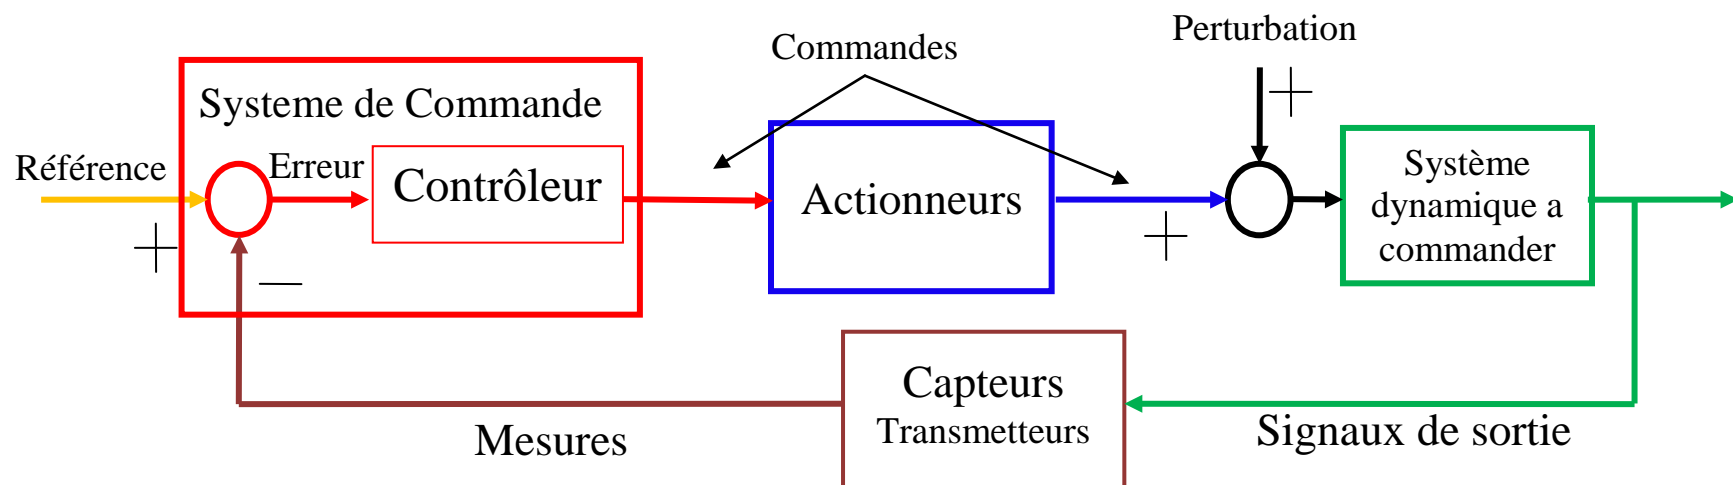 Perturbation
Commandes
Systeme de Commande
Référence
Erreur
Contrôleur
Actionneurs
Système
dynamique a
commander
+
−
+
+
Capteurs
Transmetteurs
Mesures
Signaux de sortie